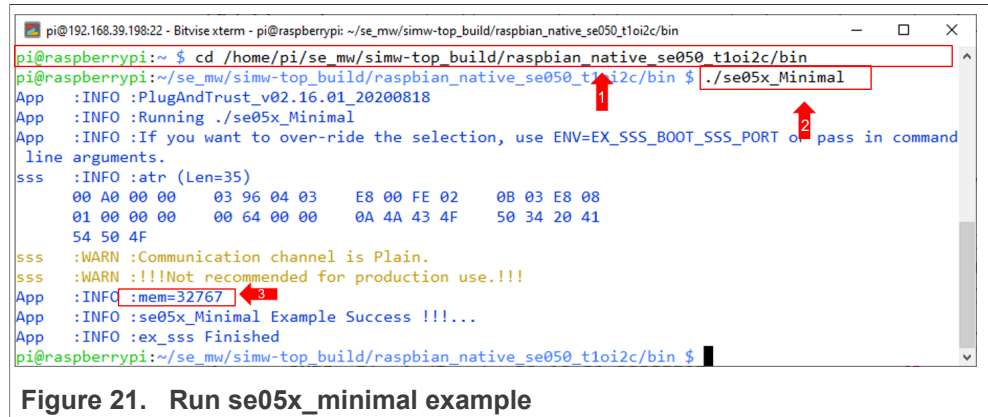 pi@192.168.39.198:22 - Bitvise xterm - pi@raspberrypi: ~/se_mw/simw-top_build/raspbian_native_se050_t1oi2c/bin
pi@raspberrypi:~ $ cd /home/pi/se_mw/simw-top_build/raspbian_native_se050_t1oi2c/bin
pi@raspberrypi:~/se_mw/simw-top_build/raspbian_native_se050_t1oi2c/bin $ ./se05x_Minimal
1
App :INFO :PlugAndTrust_v02.16.01_20200818
App :INFO :Running ./se05x_Minimal
2
App :INFO :If you want to over-ride the selection, use ENV=EX_SSS_BOOT_SSS_PORT or pass in command
line arguments.
sss :INFO :atr (Len=35)
00 A0 00 00 03 96 04 03 E8 00 FE 02 0B 03 E8 08
01 00 00 00 00 64 00 00 0A 4A 43 4F 50 34 20 41
54 50 4F
sss :WARN :Communication channel is Plain.
sss :WARN :!!!Not recommended for production use.!!!
App :INFO :mem=32767 3
App :INFO :se05x_Minimal Example Success !!!...
App :INFO :ex_sss Finished
pi@raspberrypi:~/se_mw/simw-top_build/raspbian_native_se050_t1oi2c/bin $
Figure 21. Run se05x_minimal example